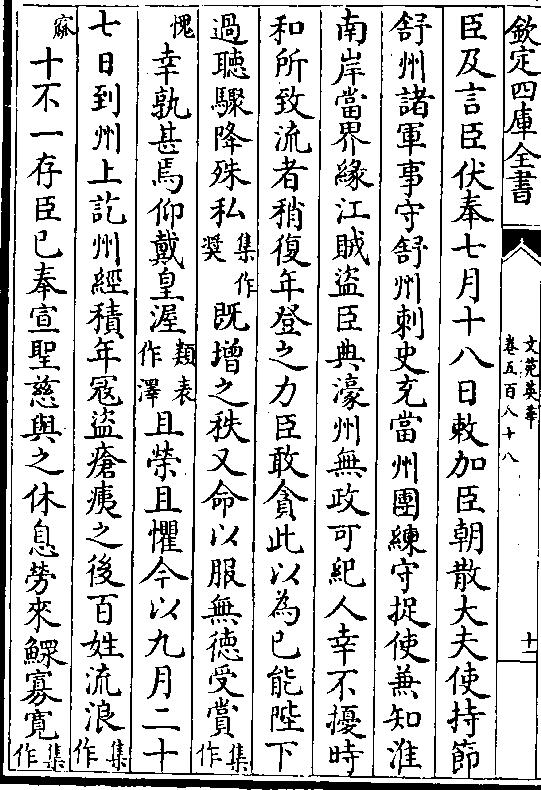 欽定四庫全書
文苑英華
卷五百八十八
十二
臣及言臣伏奉七月十八日敕加臣朝散大夫使持節
舒州諸軍事守舒州刺史充當州團練守捉使兼知淮
南岸當界緣江賊盜臣典濠州無政可紀人幸不擾時
和所致流者稍復年登之力臣敢貪此以為已能陛下
過聽驟降殊私集作奬既增之秩又命以服無徳受賞集作
愧幸孰甚焉仰戴皇渥類表作澤且榮且懼今以九月二十
七日到州上訖州經積年冦盜瘡痍之後百姓流浪集作
寐十不一存臣已奉宣聖慈與之休息勞來鰥寡寛集作